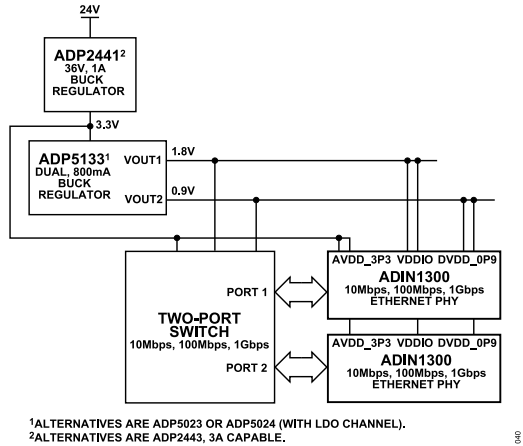 24V
ADP2441²
36V, 1A
BUCK
REGULATOR
3.3V
ADP5133¹
DUAL, 800mA
BUCK
REGULATOR
VOUT1
1.8V
VOUT2
0.9V
AVDD_3P3 VDDIO DVDD_0P9
ADIN1300
10Mbps, 100Mbps, 1Gbps
ETHERNET PHY
PORT 1
TWO-PORT
SWITCH
10Mbps, 100Mbps, 1Gbps
PORT 2
AVDD_3P3 VDDIO DVDD_0P9
ADIN1300
10Mbps, 100Mbps, 1Gbps
ETHERNET PHY
¹ALTERNATIVES ARE ADP5023 OR ADP5024 (WITH LDO CHANNEL).
²ALTERNATIVES ARE ADP2443, 3A CAPABLE.
040